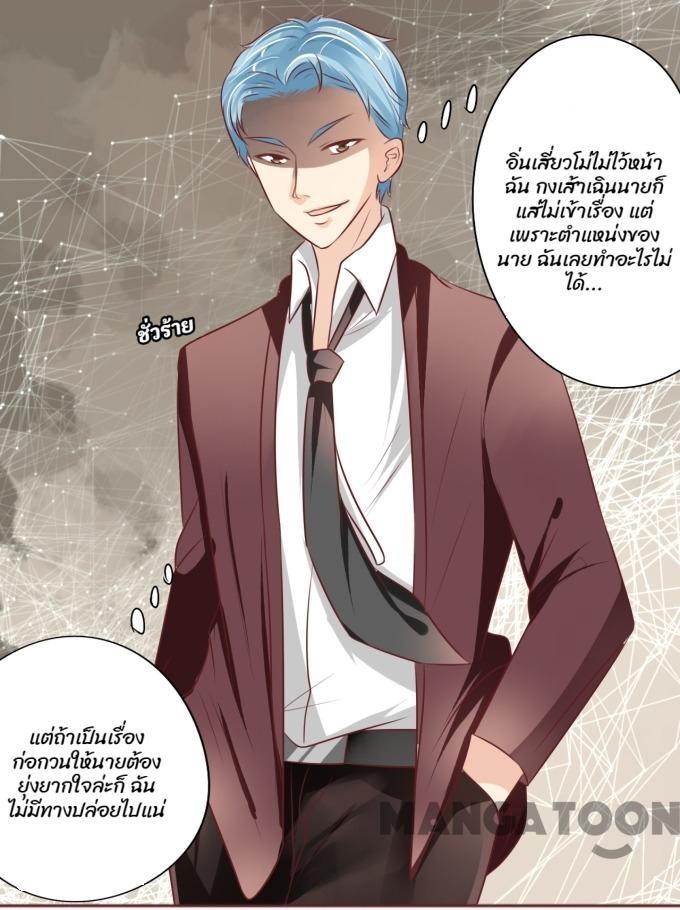 อิ่นเสี่ยวโม่ไม่ไว้หน้า
ฉัน กงเส้าเฉินนายก็
แส่ไม่เข้าเรื่อง แต่
เพราะตำแหน่งของ
นาย ฉันเลยทำอะไรไม่
ได้...
ชั่วร้าย
แต่ถ้าเป็นเรื่อง
ก่อกวนให้นายต้อง
ยุ่งยากใจล่ะก็ ฉัน
ไม่มีทางปล่อยไปแน่
MANGATOON